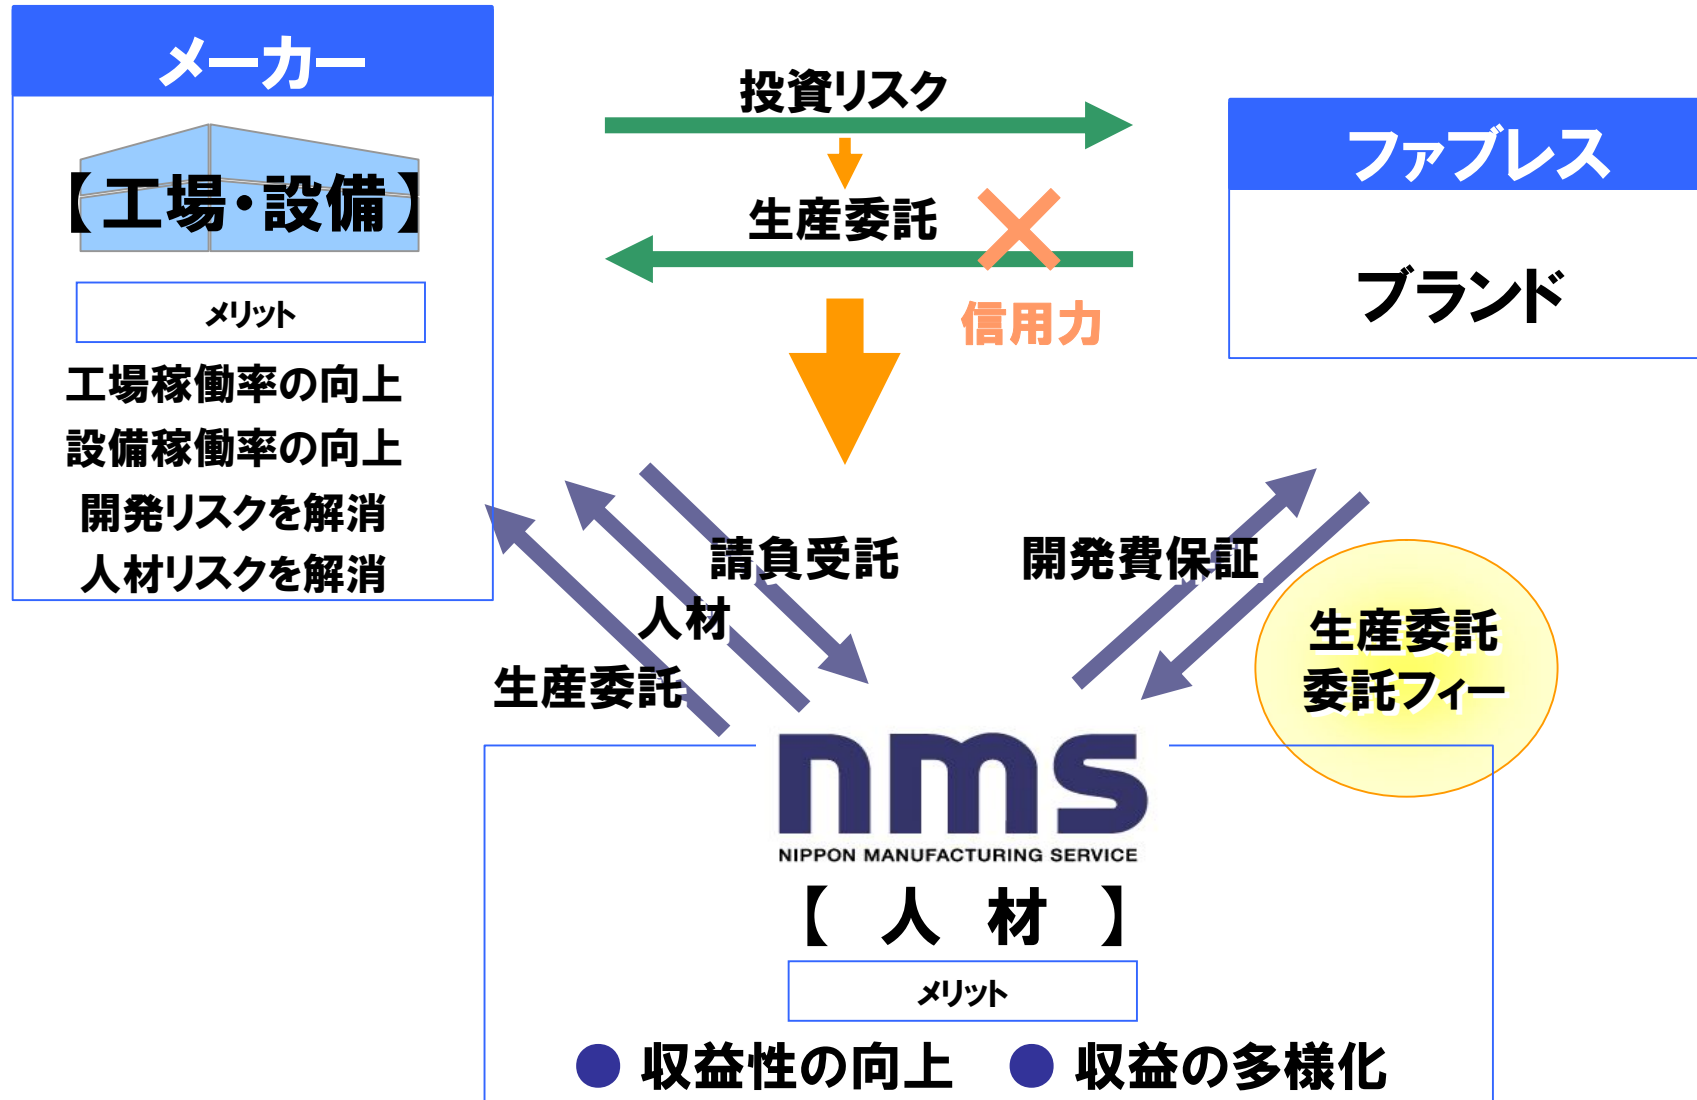 メーカー
【工場・設備】
メリット
工場稼働率の向上
設備稼働率の向上
開発リスクを解消
人材リスクを解消
投資リスク
生産委託
信用力
ファブレス
ブランド
請負受託
人材
生産委託
開発費保証
生産委託
委託フィー
nms
NIPPON MANUFACTURING SERVICE
【 人 材 】
メリット
● 収益性の向上 ● 収益の多様化